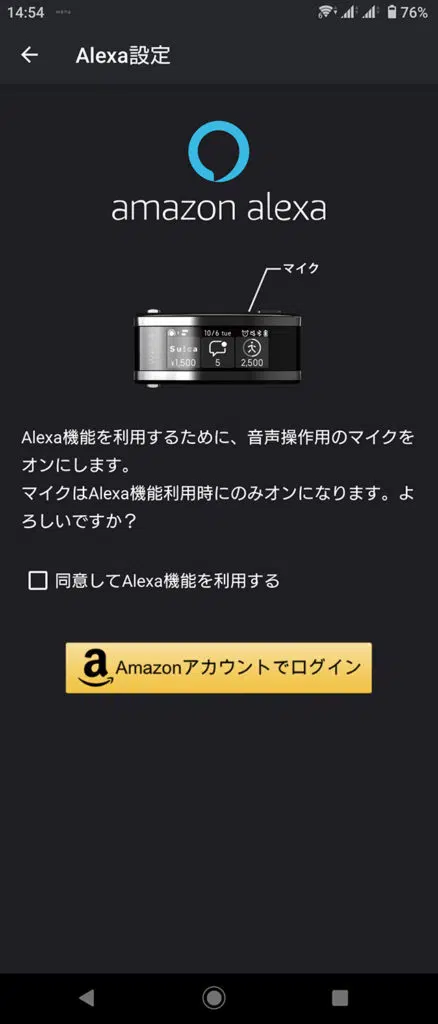 14:54
76%
Alexa設定
amazon alexa
マイク
10/6 tue
Suica
¥1,500
5
2,500
Alexa機能を利用するために、音声操作用のマイクを
オンにします。
マイクはAlexa機能利用時にのみオンになります。よ
ろしいですか？
同意してAlexa機能を利用する
Amazonアカウントでログイン